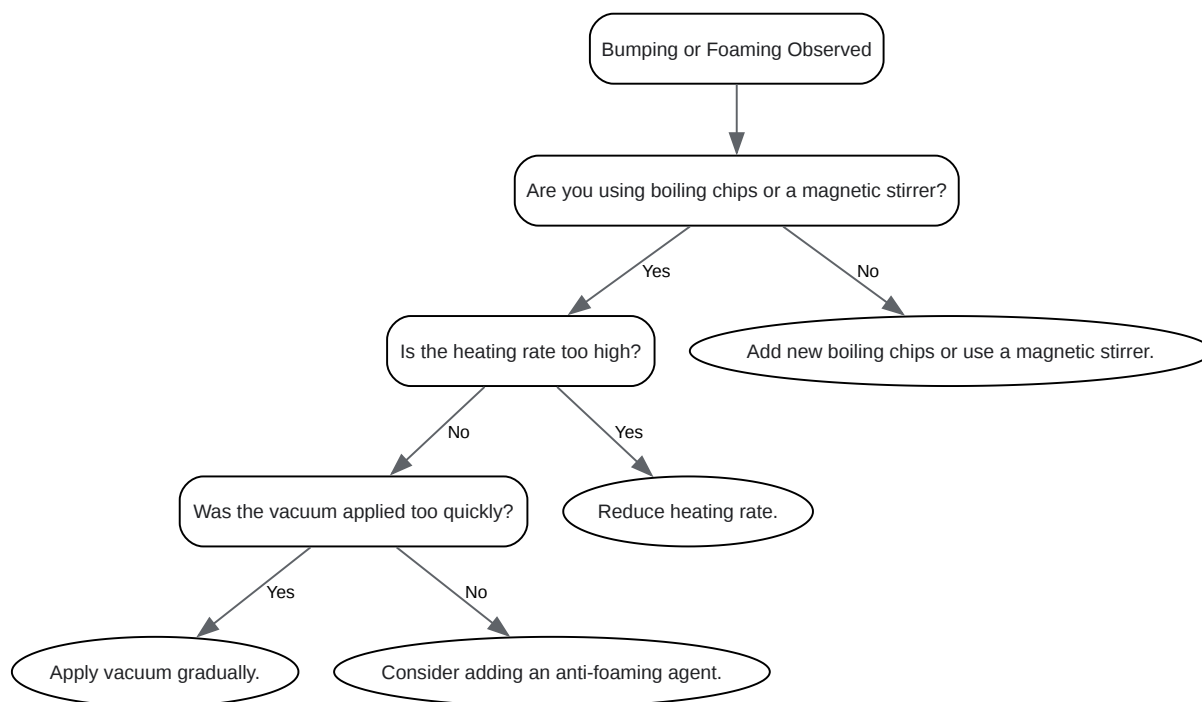 Bumping or Foaming Observed
Are you using boiling chips or a magnetic stirrer?
Yes
No
Is the heating rate too high?
Add new boiling chips or use a magnetic stirrer.
No
Yes
Was the vacuum applied too quickly?
Reduce heating rate.
Yes
No
Apply vacuum gradually.
Consider adding an anti-foaming agent.